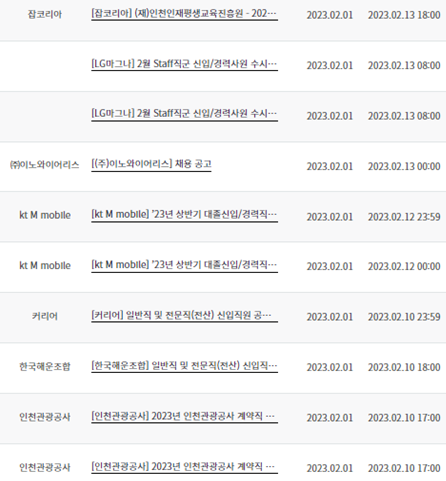 잡코리아 [잡코리아] (재)인천인재평생교육진흥원 - 202… 2023.02.01 2023.02.13 18:00
[LG마그나] 2월 Staff직군 신입/경력사원 수시… 2023.02.01 2023.02.13 08:00
[LG마그나] 2월 Staff직군 신입/경력사원 수시… 2023.02.01 2023.02.13 08:00
㈜이노와이어리스 [(주)이노와이어리스] 채용 공고 2023.02.01 2023.02.13 00:00
kt M mobile [kt M mobile] '23년 상반기 대졸신입/경력직… 2023.02.01 2023.02.12 23:59
kt M mobile [kt M mobile] '23년 상반기 대졸신입/경력직… 2023.02.01 2023.02.12 00:00
커리어 [커리어] 일반직 및 전문직(전산) 신입직원 공… 2023.02.01 2023.02.10 23:59
한국해운조합 [한국해운조합] 일반직 및 전문직(전산) 신입직… 2023.02.01 2023.02.10 18:00
인천관광공사 [인천관광공사] 2023년 인천관광공사 계약직 … 2023.02.01 2023.02.10 17:00
인천관광공사 [인천관광공사] 2023년 인천관광공사 계약직 … 2023.02.01 2023.02.10 17:00